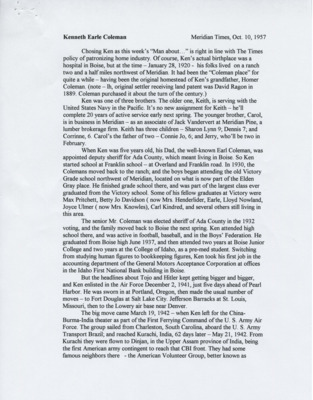 Kenneth Earle Coleman Meridian Times, Oct. 10, 1957
Chosing Ken as this week's "Man about…" is right in line with The Times
policy of patronizing home industry. Of course, Ken's actual birthplace was a
hospital in Boise, but at the time – January 28, 1920 - his folks lived on a ranch
two and a half miles northwest of Meridian. It had been the "Coleman place" for
quite a while – having been the original homestead of Ken's grandfather, Homer
Coleman. (note – Ih, original settler receiving land patent was David Ragon in
1889. Coleman purchased it about the turn of the century.)
Ken was one of three brothers. The older one, Keith, is serving with the
United States Navy in the Pacific. It's no new assignment for Keith – he'll
complete 20 years of active service early next spring. The younger brother, Carol,
is in business in Meridian – as an associate of Jack Vandervert at Meridian Pine, a
lumber brokerage firm. Keith has three children – Sharon Lynn 9; Dennis 7; and
Corrinne, 6. Carol's the father of two – Connie Jo, 6; and Jerry, who'll be two in
February.
When Ken was five years old, his Dad, the well-known Earl Coleman, was
appointed deputy sheriff for Ada County, which meant living in Boise. So Ken
started school at Franklin school – at Overland and Franklin road. In 1930, the
Colemans moved back to the ranch; and the boys began attending the old Victory
Grade school northwest of Meridian, located on what is now part of the Elden
Gray place. He finished grade school there, and was part of the largest class ever
graduated from the Victory school. Some of his fellow graduates at Victory were
Max Pritchett, Betty Jo Davidson ( now Mrs. Hendelider, Earle, Lloyd Nowland,
Joyce Ulmer ( now Mrs. Knowles), Carl Kindred, and several others still living in
this area.
The senior Mr. Coleman was elected sheriff of Ada County in the 1932
voting, and the family moved back to Boise the next spring. Ken attended high
school there, and was active in football, baseball, and in the Boys' Federation. He
graduated from Boise high June 1937, and then attended two years at Boise Junior
College and two years at the College of Idaho, as a pre-med student. Switching
from studying human figures to bookkeeping figures, Ken took his first job in the
accounting department of the General Motors Acceptance Corporation at offices
in the Idaho First National Bank building in Boise.
But the headlines about Tojo and Hitler kept getting bigger and bigger,
and Ken enlisted in the Air Force December 2, 1941, just five days ahead of Pearl
Harbor. He was sworn in at Portland, Oregon, then made the usual number of
moves – to Fort Douglas at Salt Lake City. Jefferson Barracks at St. Louis,
Missouri, then to the Lowery air base near Denver.
The big move came March 19, 1942 – when Ken left for the China-
Burma-India theater as part of the First Ferrying Command of the U. S. Army Air
Force. The group sailed from Charleston, South Carolina, aboard the U. S. Army
Transport Brazil, and reached Kurachi, India, 62 days later – May 21, 1942. From
Kurachi they were flown to Dinjan, in the Upper Assam province of India, being
the first American army contingent to reach that CBI front. They had some
famous neighbors there – the American Volunteer Group, better known as